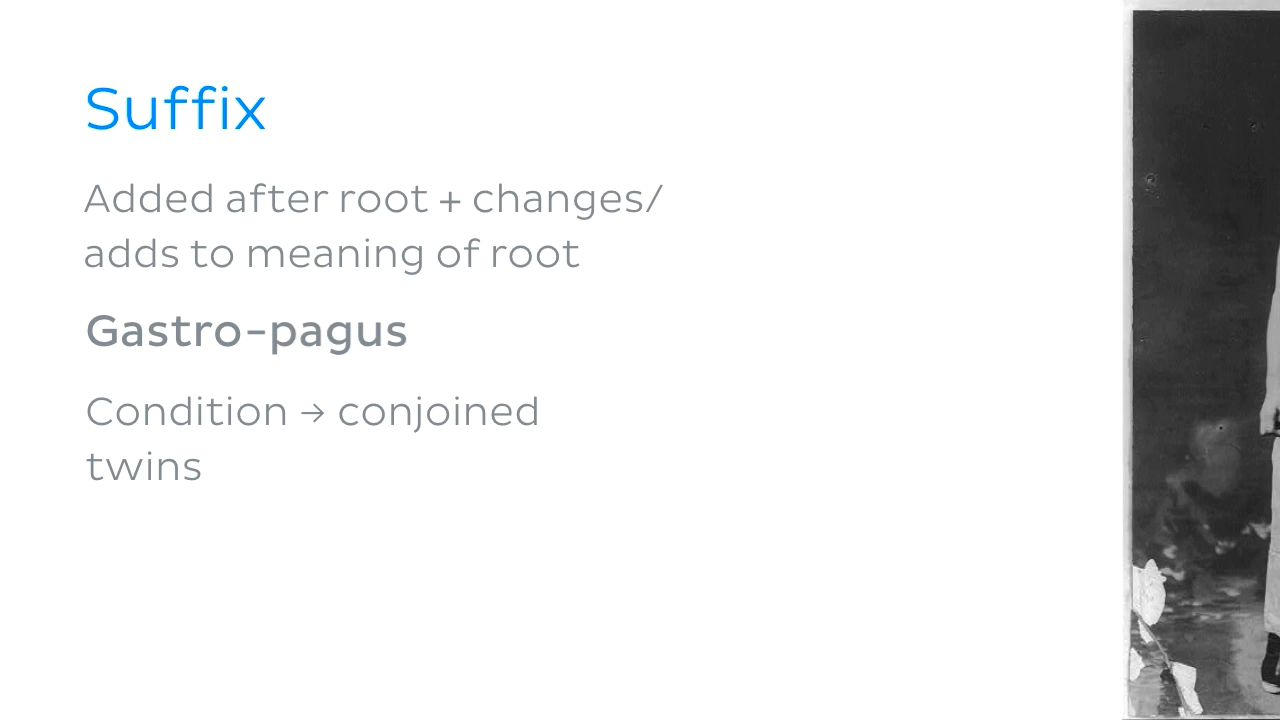 Suffix
Added after root + changes/
adds to meaning of root
Gastro-pagus
Condition → conjoined
twins